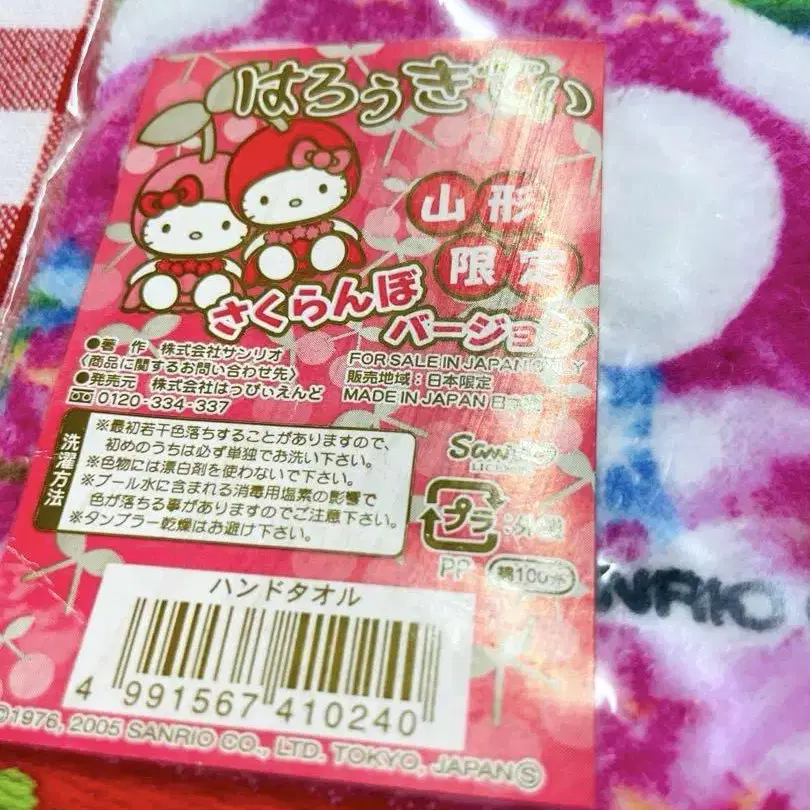 はろうきてぃ
山形
限定
さくらんぼ
バージョン
●著 作 株式会社サンリオ
〈商品に関するお問い合わせ先〉
●発売元 株式会社はっぴぃえんど
0120-334-337
FOR SALE IN JAPAN ONLY
販売地域:日本限定
MADE IN JAPAN
洗濯方法
※最初若干色落ちすることがありますので、
初めのうちは必ず単独でお洗い下さい。
※色物には漂白剤を使わないで下さい。
※プール水に含まれる消毒用塩素の影響で
色が落ちる事がありますのでご注意下さい。
※タンブラー乾燥はお避け下さい。
Sanrio
LICENSE
プラ
PP
綿100%
ハンドタオル
4 991567 410240
©1976, 2005 SANRIO CO., LTD. TOKYO, JAPAN Ⓢ
NRIO